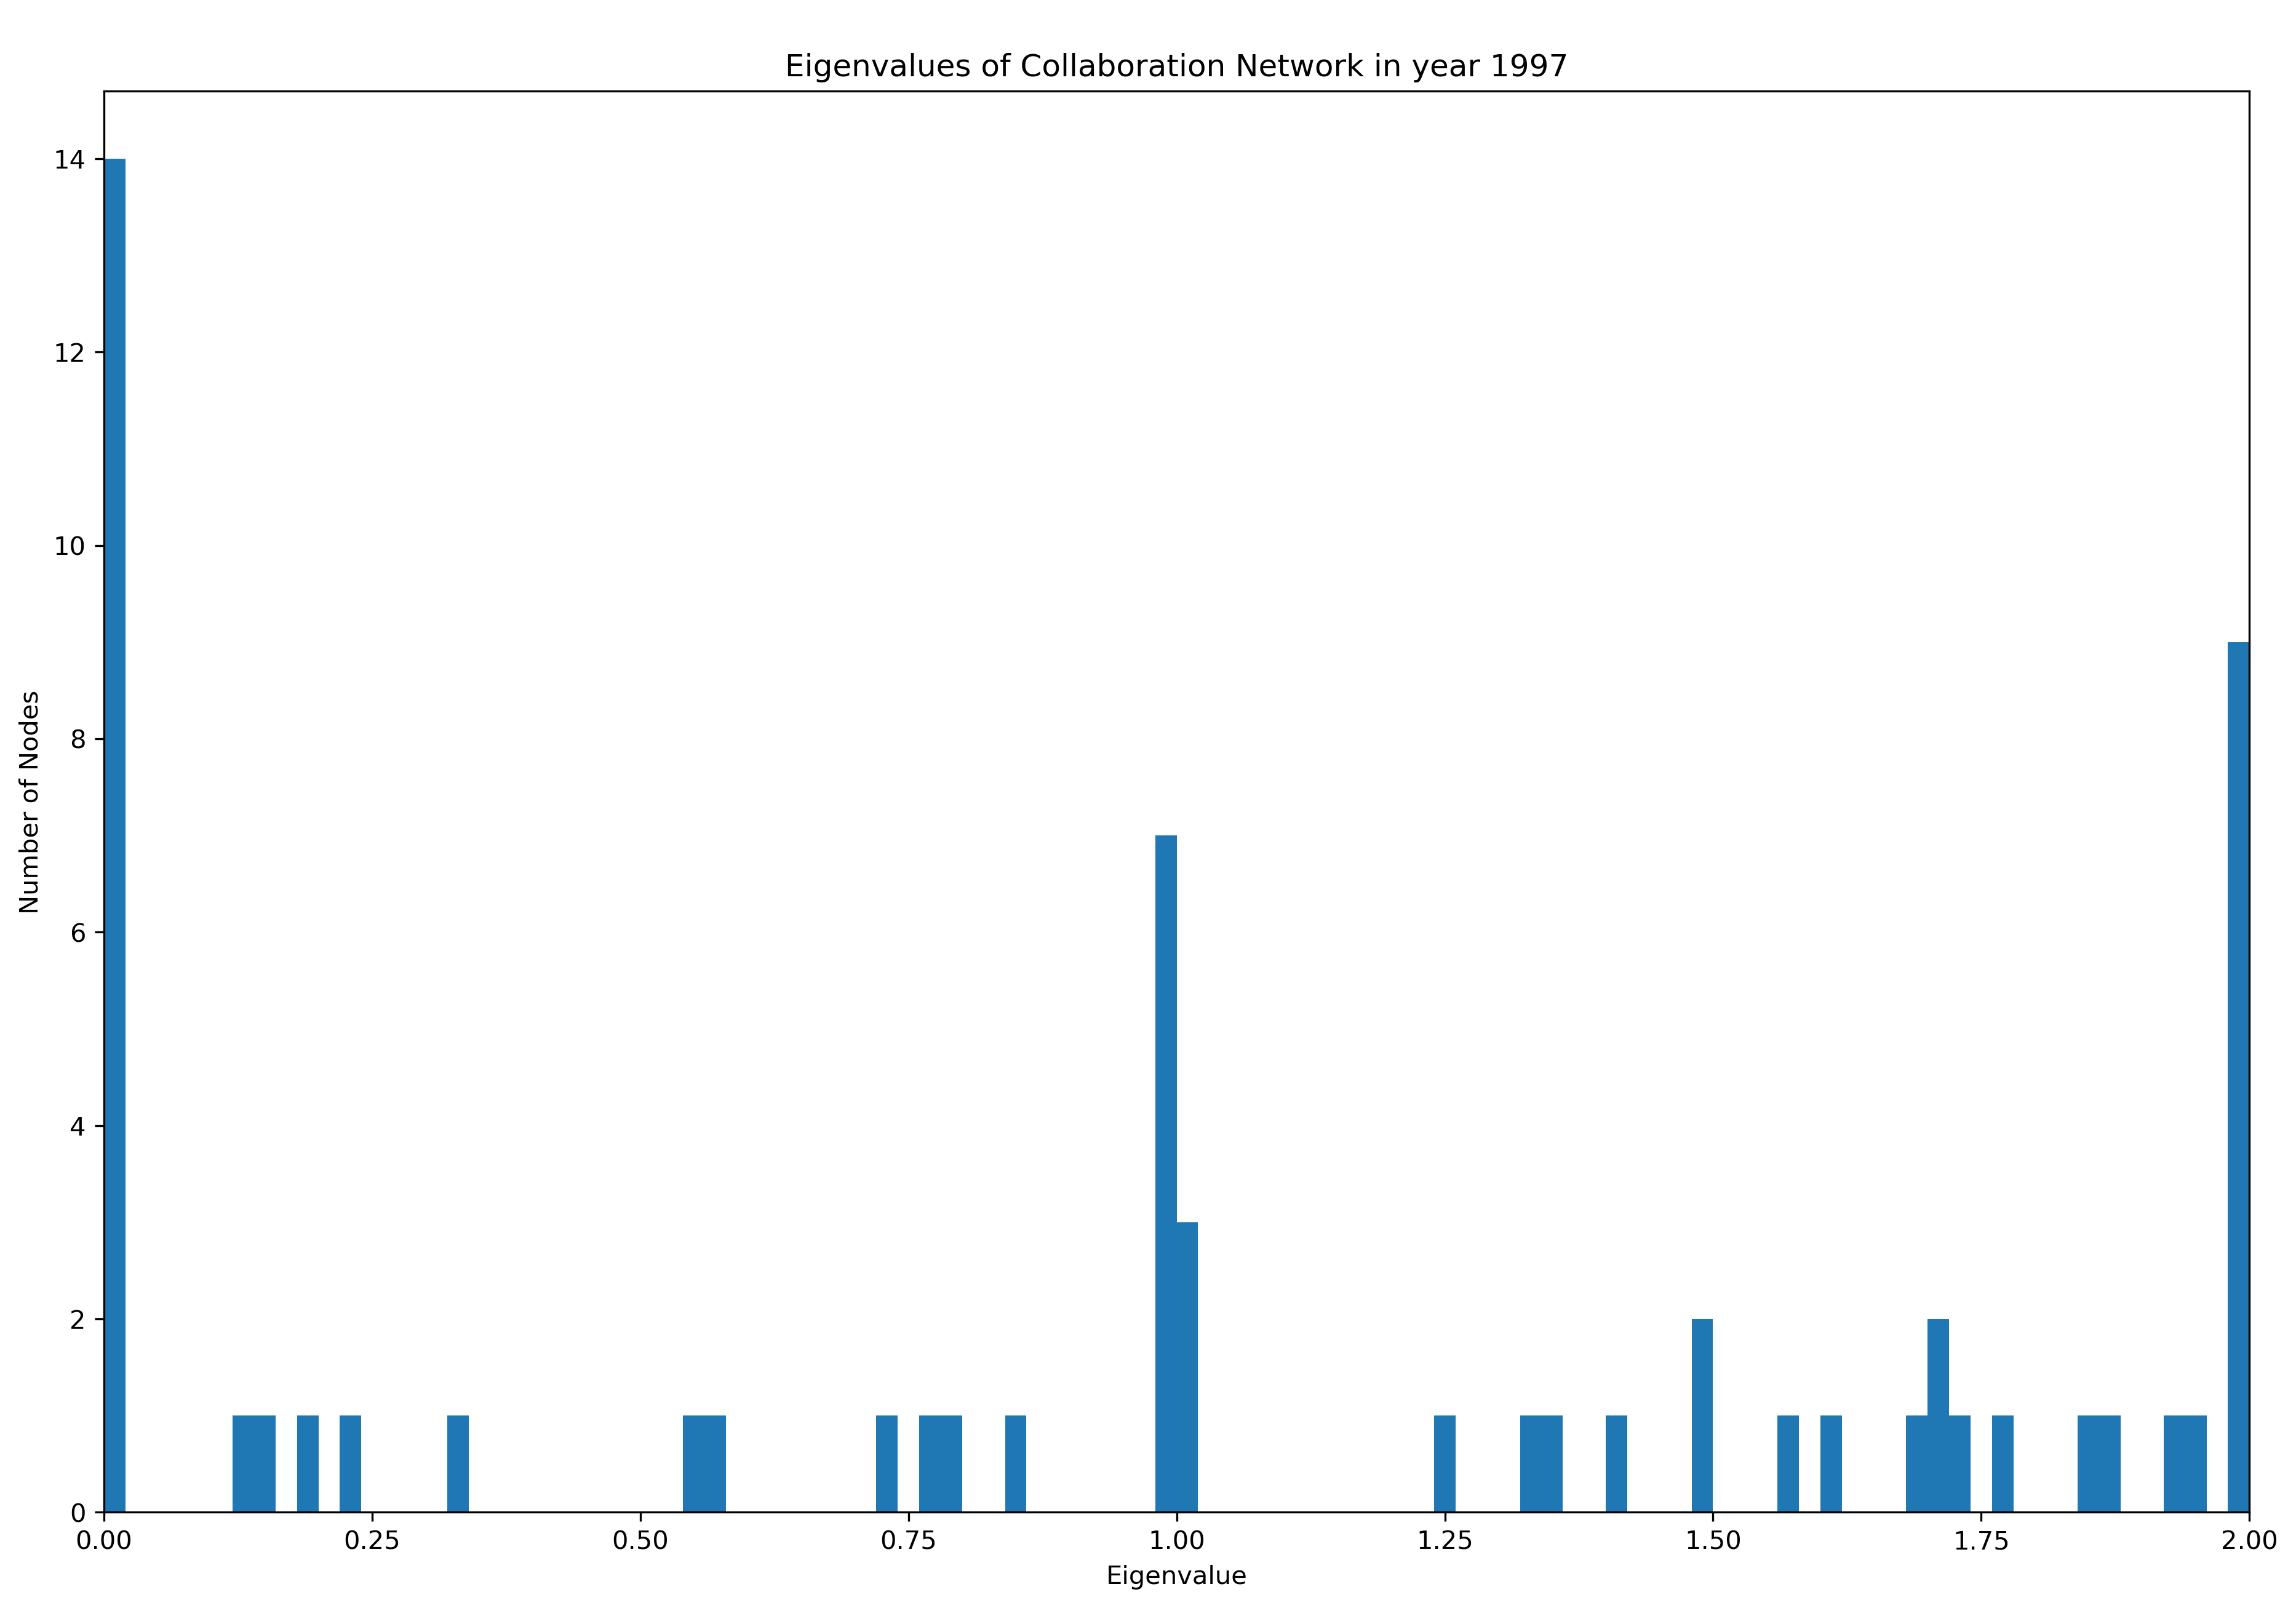 Eigenvalues of Collaboration Network in year 1997
Number of Nodes
14
12
10
8
6
4
2
0
0.00 0.25 0.50 0.75 1.00 1.25 1.50 1.75 2.00
Eigenvalue